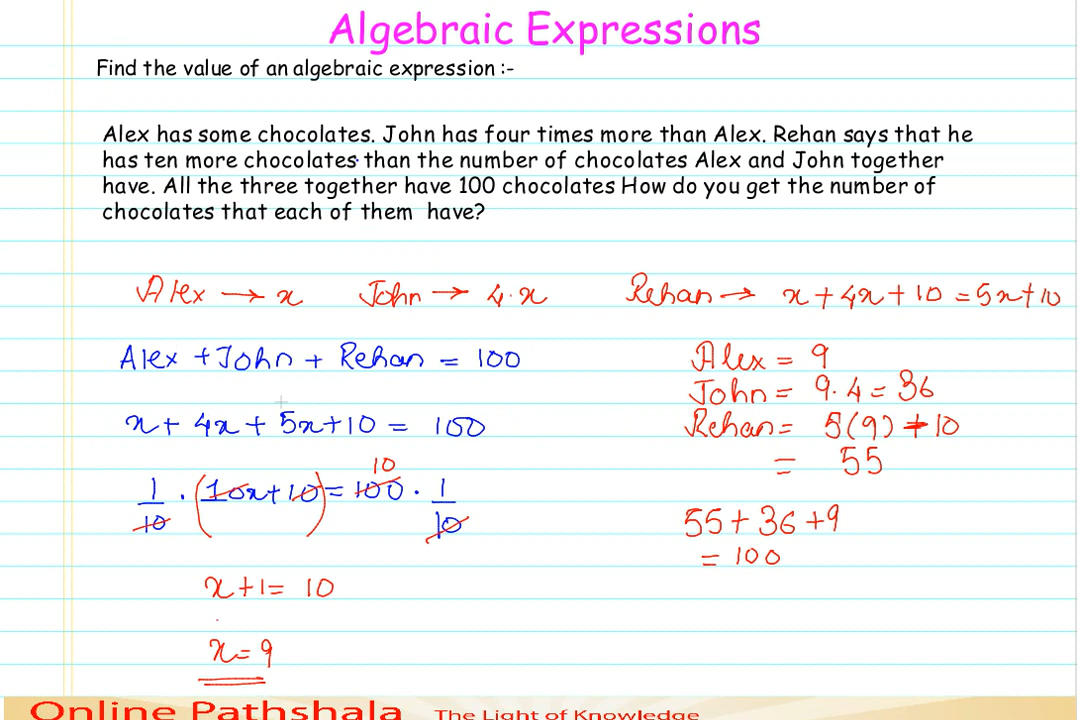 Algebraic Expressions
Find the value of an algebraic expression :-
Alex has some chocolates. John has four times more than Alex. Rehan says that he
has ten more chocolates than the number of chocolates Alex and John together
have. All the three together have 100 chocolates How do you get the number of
chocolates that each of them have?
Alex → x John → 4·x Rehan → x + 4x + 10 = 5x + 10
Alex + John + Rehan = 100
x + 4x + 5x + 10 = 100
1/10 · (10x + 10) = 100 · 1/10
10
x + 1 = 10
x = 9
Alex = 9
John = 9·4 = 36
Rehan = 5(9) + 10
= 55
55 + 36 + 9
= 100
Online Pathshala The Light of Knowledge